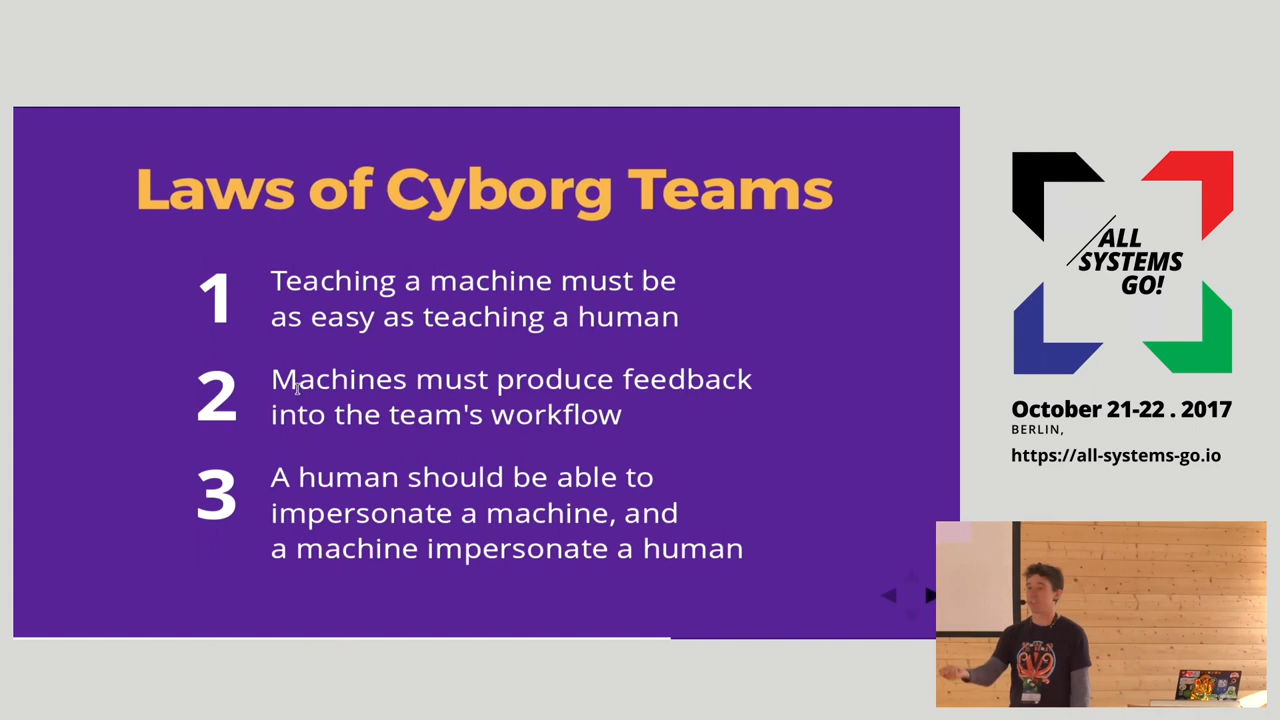 Laws of Cyborg Teams
1
Teaching a machine must be
as easy as teaching a human
2
Machines must produce feedback
into the team's workflow
3
A human should be able to
impersonate a machine, and
a machine impersonate a human
ALL
SYSTEMS
GO!
October 21-22 . 2017
BERLIN,
https://all-systems-go.io